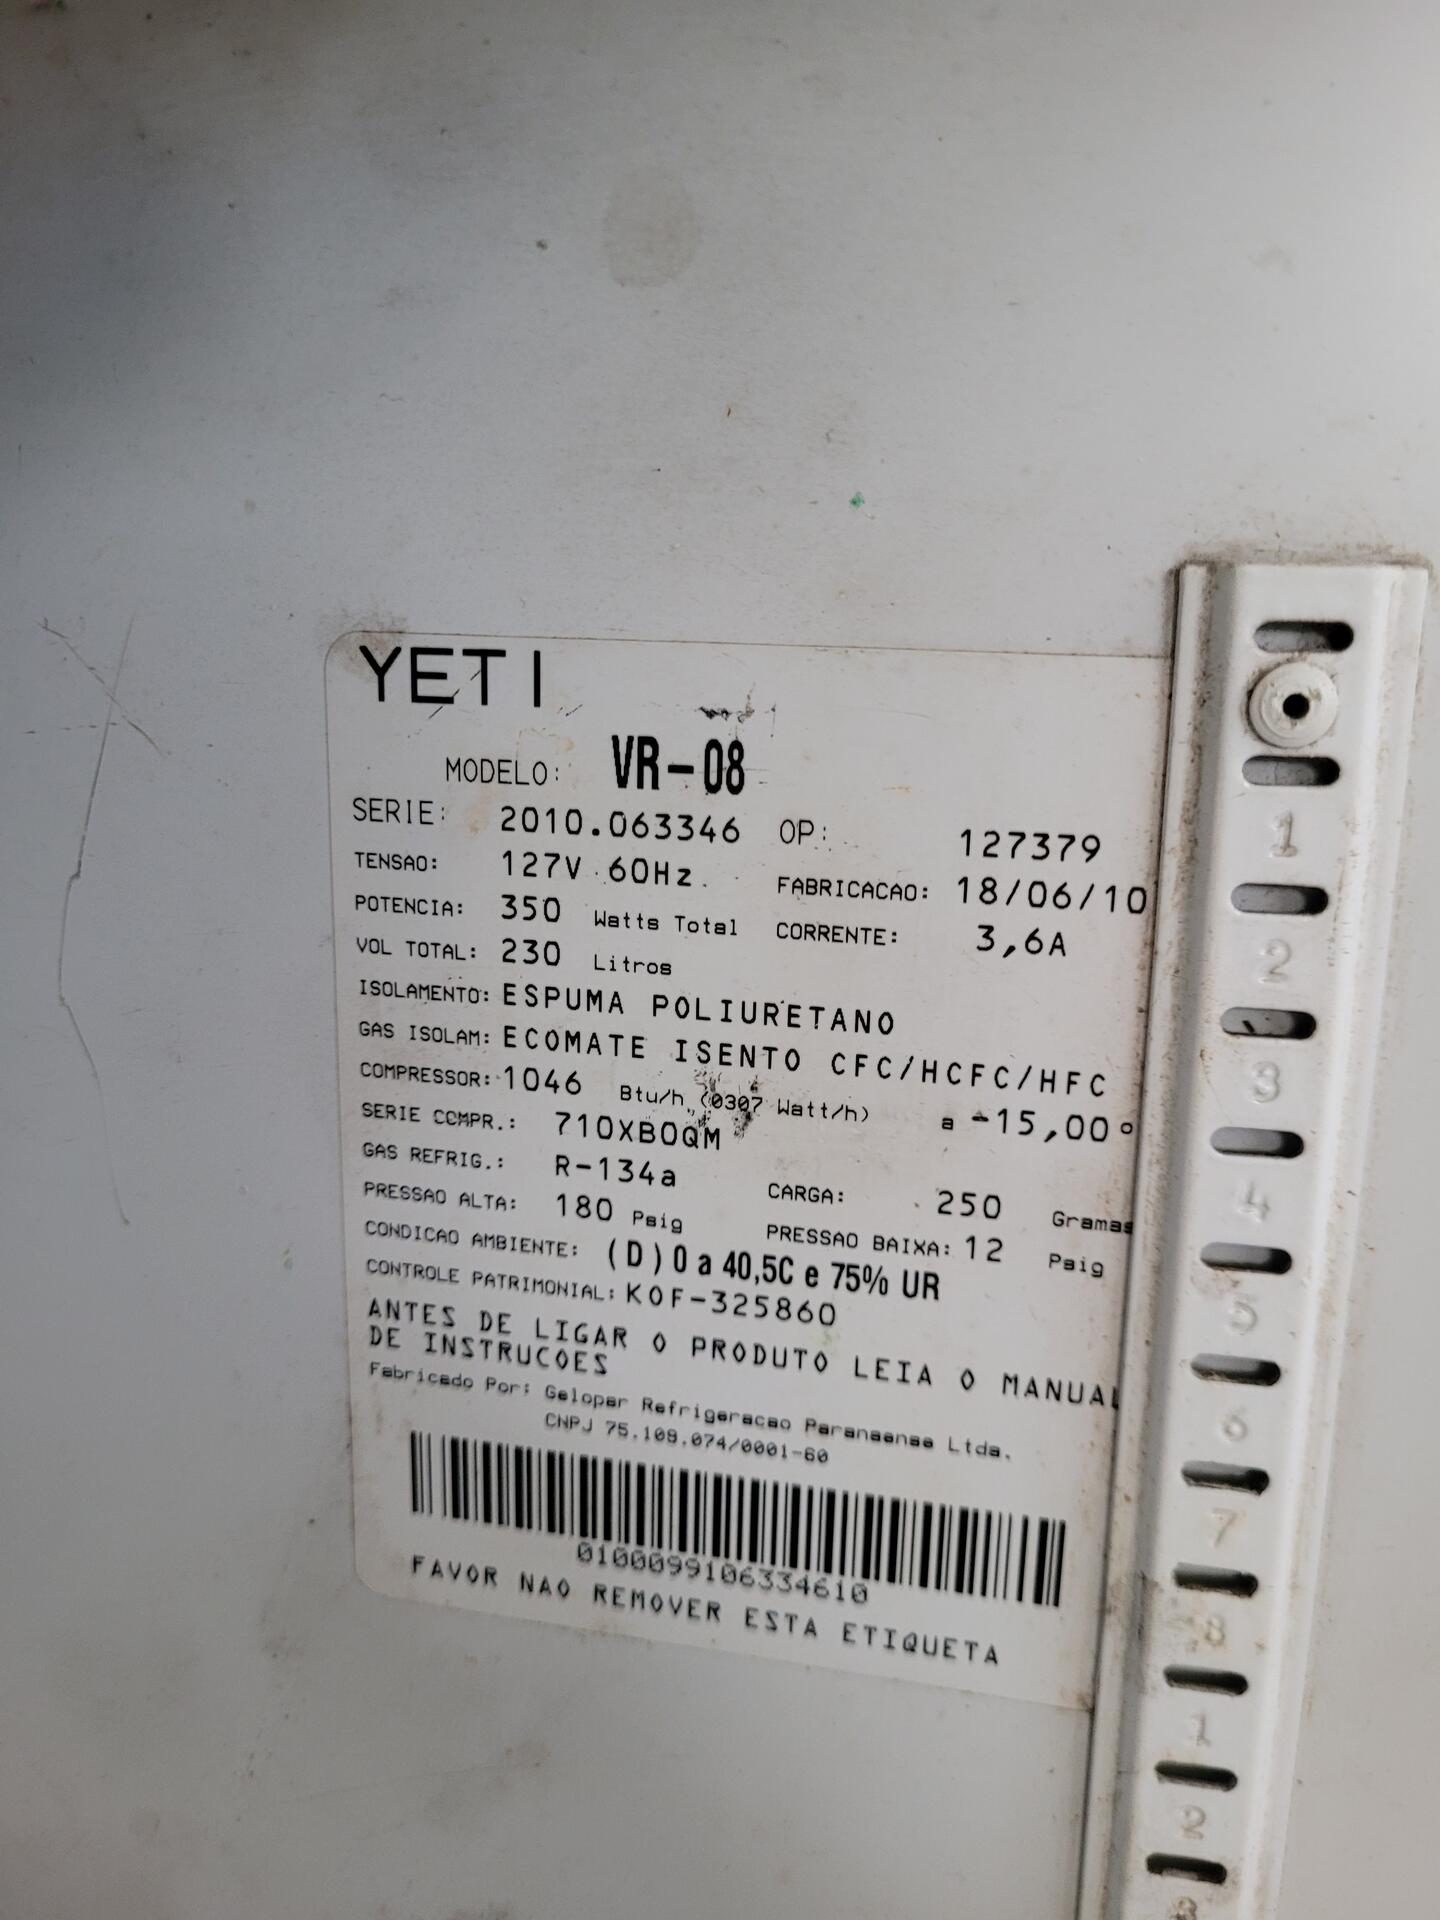 YETI
MODELO: VR-08
SERIE: 2010.063346 OP: 127379
TENSAO: 127V 60Hz FABRICACAO: 18/06/10
POTENCIA: 350 Watts Total CORRENTE: 3,6A
VOL TOTAL: 230 Litros
ISOLAMENTO: ESPUMA POLIURETANO
GAS ISOLAM: ECOMATE ISENTO CFC/HCFC/HFC
COMPRESSOR: 1046 Btu/h (0307 Watt/h) a -15,00°
SERIE COMPR.: 710XBOQM
GAS REFRIG.: R-134a CARGA: 250 Gramas
PRESSAO ALTA: 180 Psig PRESSAO BAIXA: 12 Psig
CONDICAO AMBIENTE: (D) 0 a 40,5C e 75% UR
CONTROLE PATRIMONIAL: KOF-325860
ANTES DE LIGAR O PRODUTO LEIA O MANUAL
DE INSTRUCOES
Fabricado Por: Gelopar Refrigeracao Paranaense Ltda.
CNPJ 75.109.074/0001-60
0100099106334610
FAVOR NAO REMOVER ESTA ETIQUETA
1
2
3
4
5
6
7
8
1
2
3